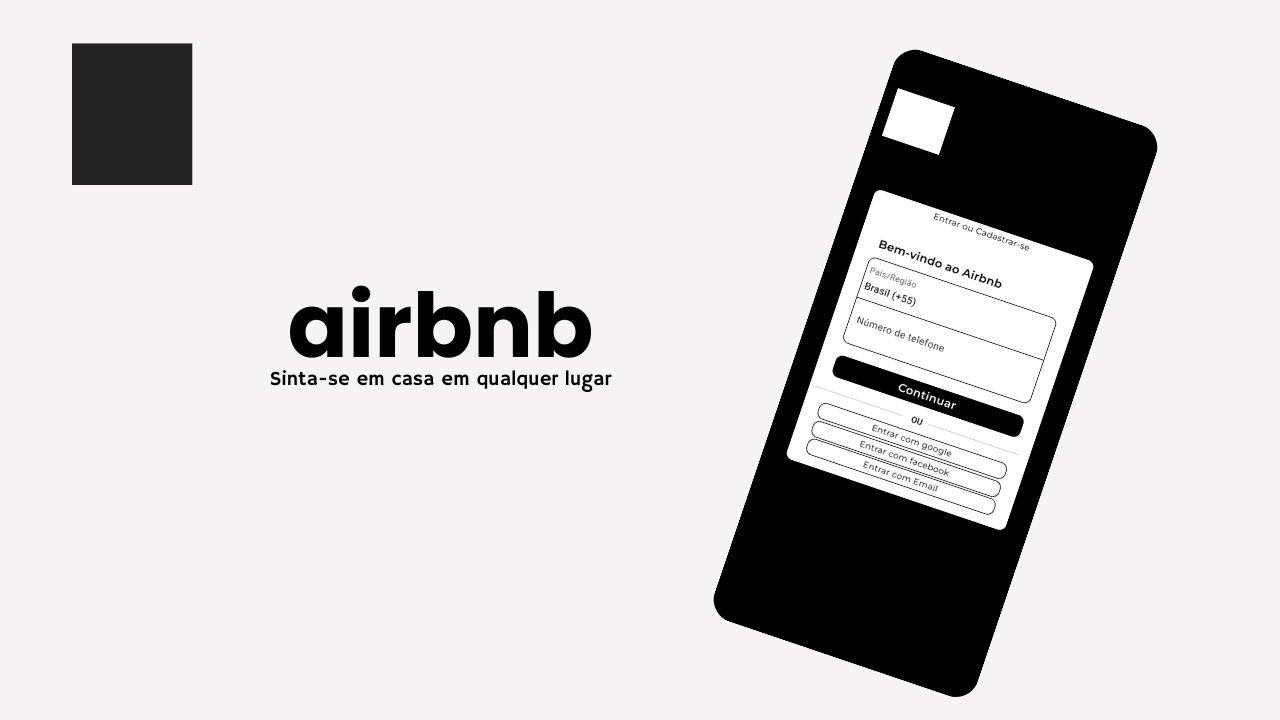 airbnb
Sinta-se em casa em qualquer lugar
Entrar ou Cadastrar-se
Bem-vindo ao Airbnb
País/Região
Brasil (+55)
Número de telefone
Continuar
OU
Entrar com google
Entrar com facebook
Entrar com Email